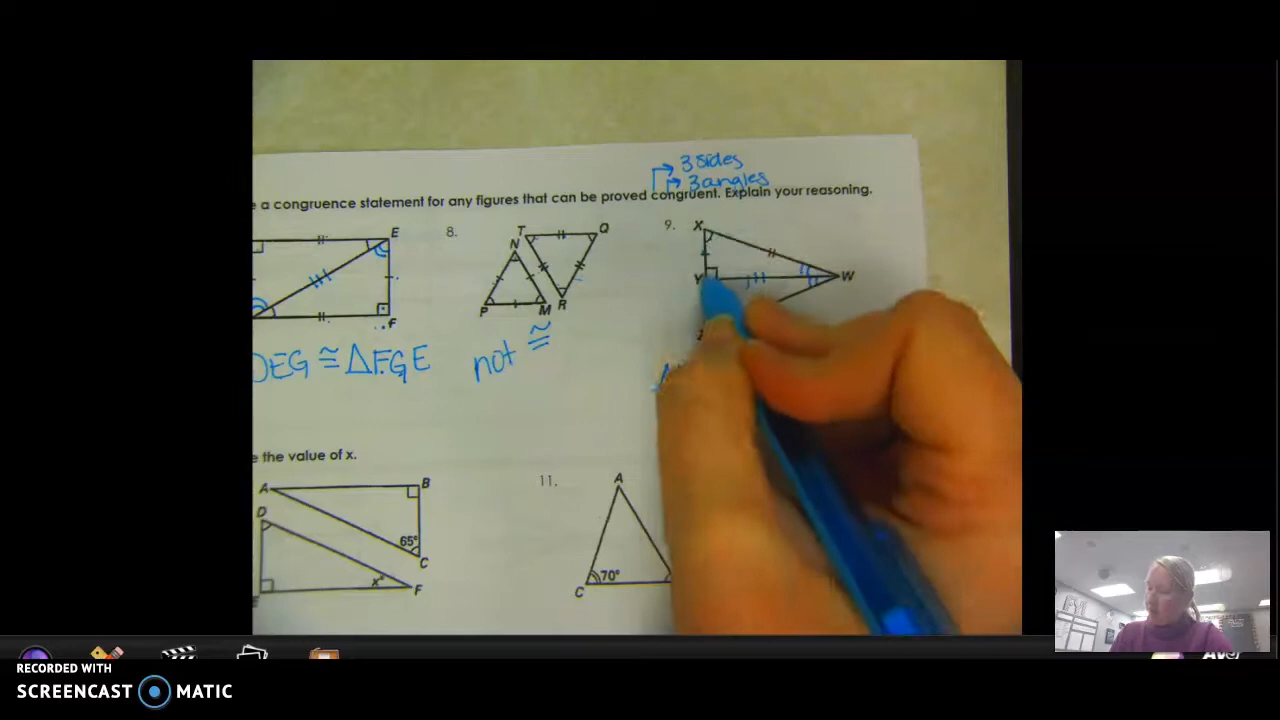 3 sides
3 angles
e a congruence statement for any figures that can be proved congruent. Explain your reasoning.
E
F
DEG ≅ △FGE
8.
T
Q
N
P
M
R
not ≅
9.
X
Y
W
e the value of x.
A
B
65°
C
D
x°
F
11.
A
70°
C
RECORDED WITH
SCREENCAST MATIC